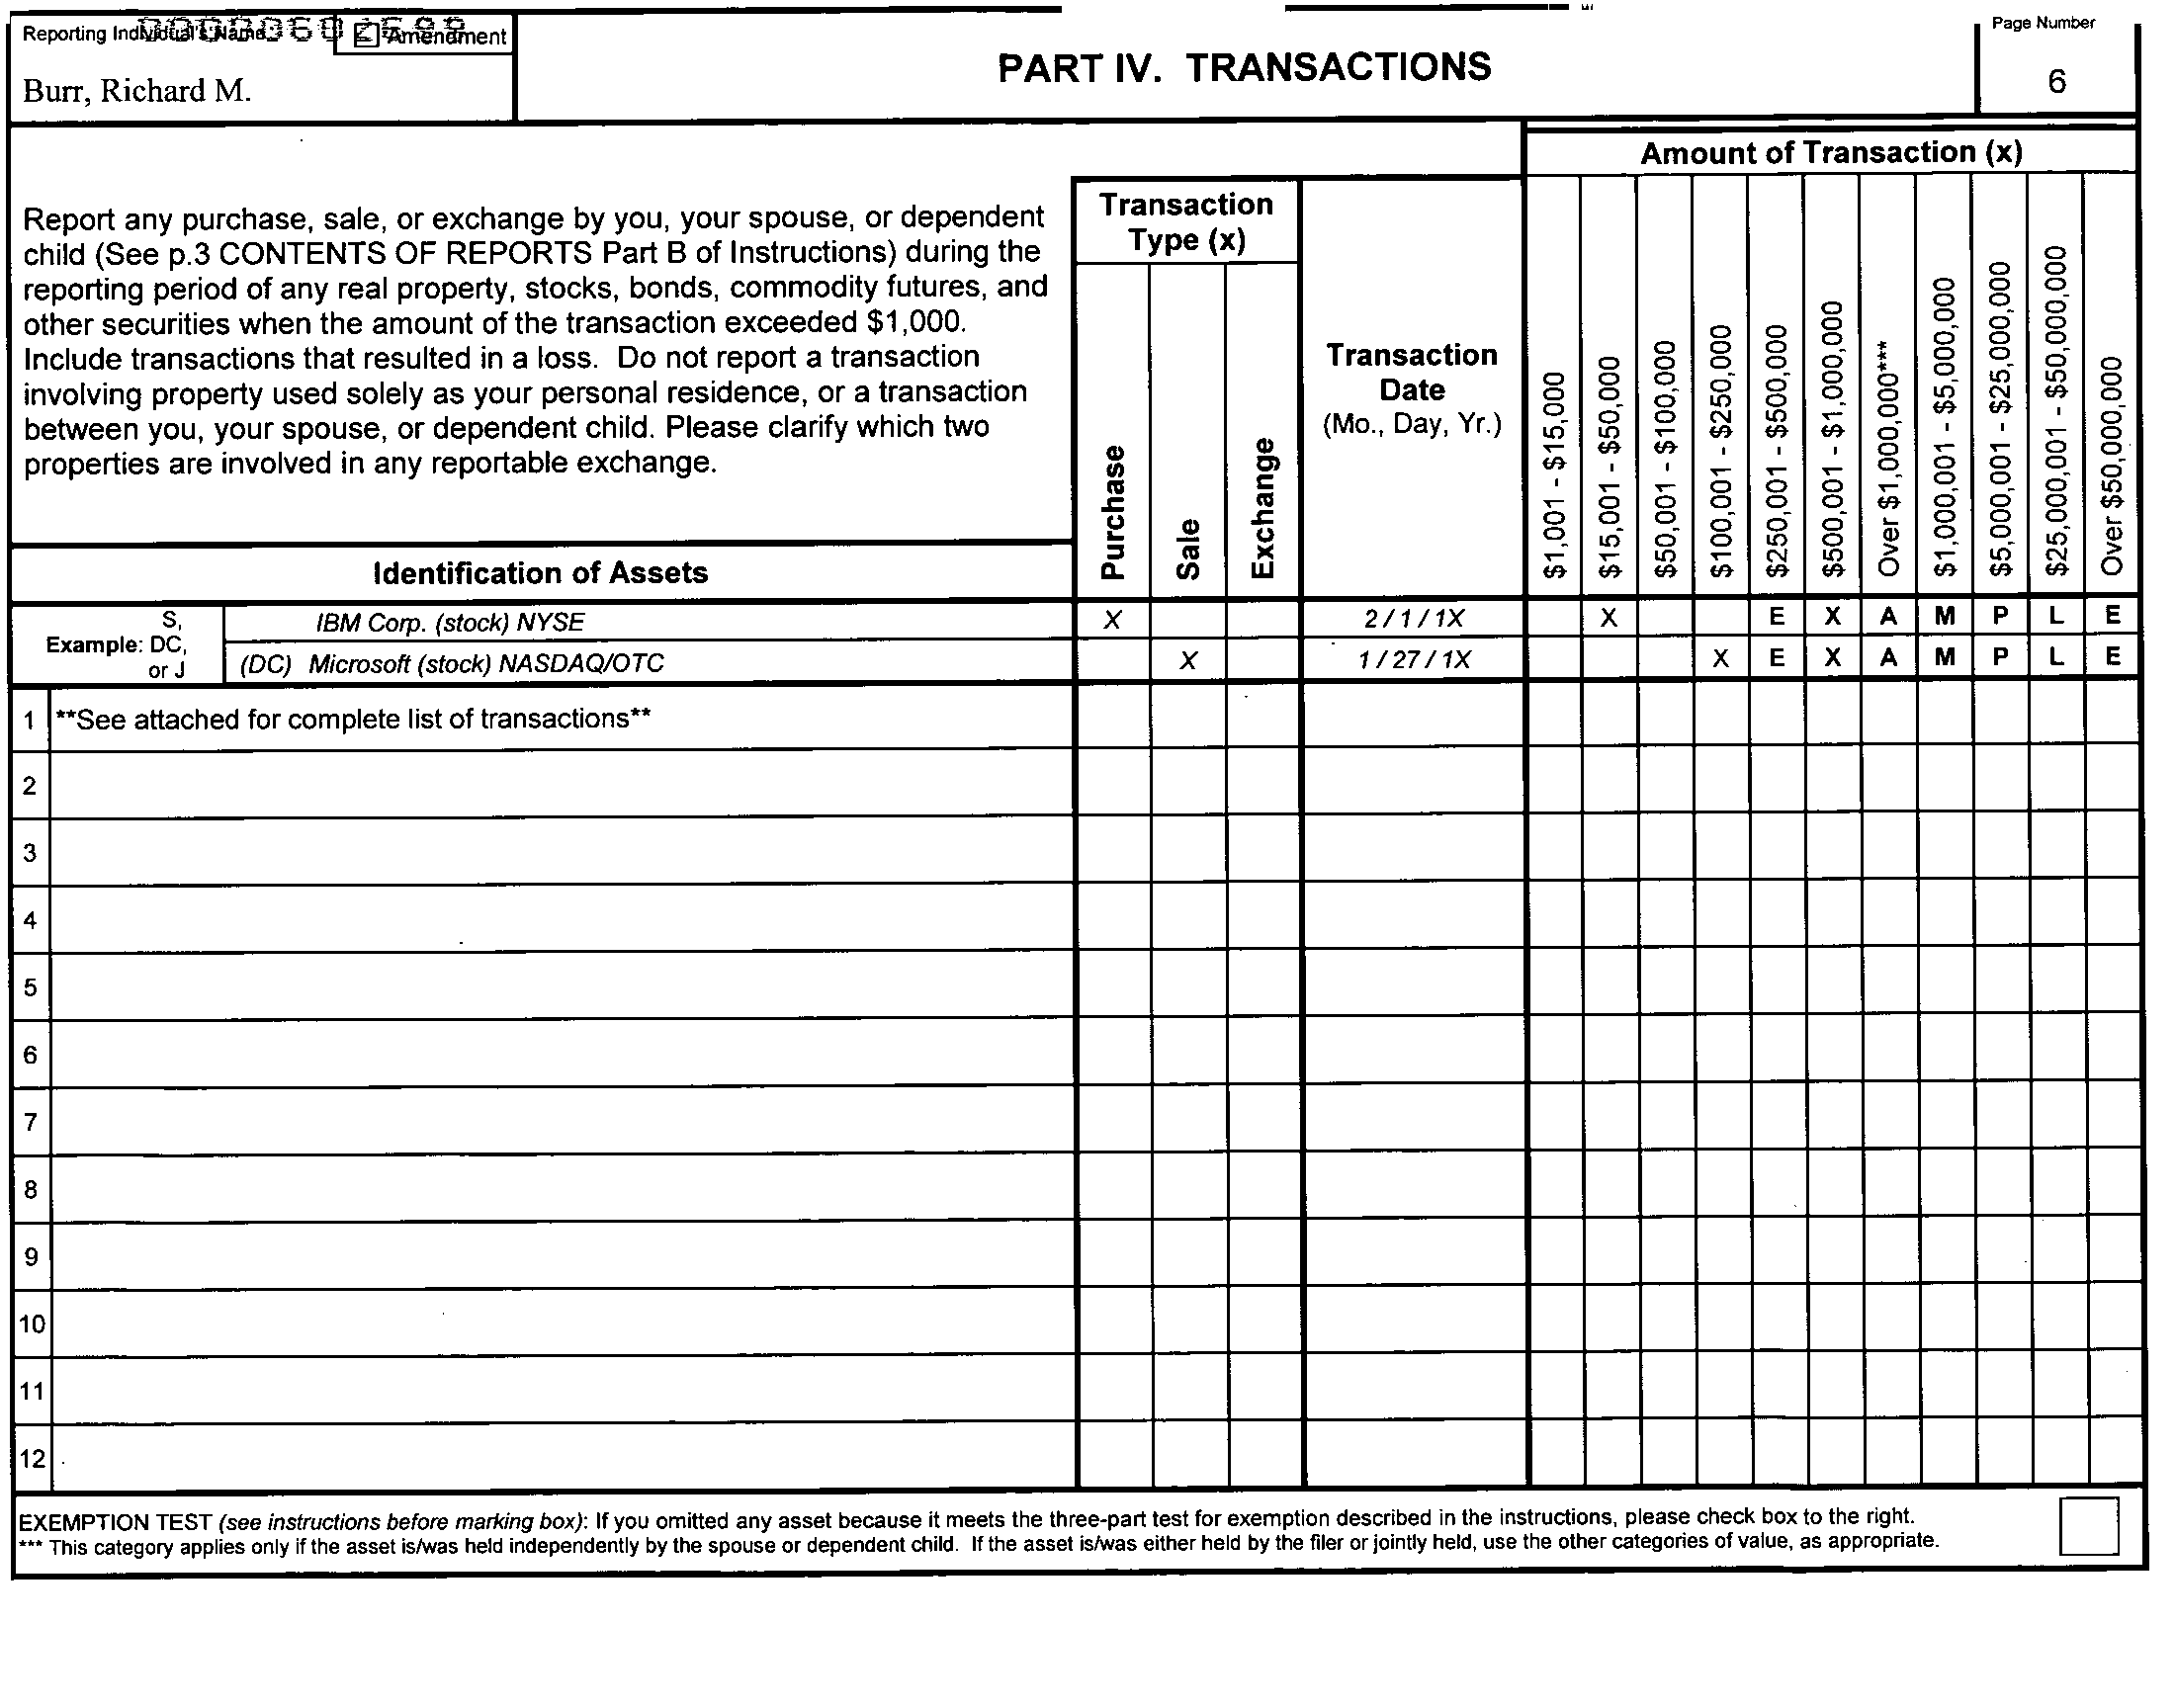 Reporting Individual's Name
Amendment
Burr, Richard M.
PART IV. TRANSACTIONS
Page Number
6
Amount of Transaction (x)
Report any purchase, sale, or exchange by you, your spouse, or dependent
child (See p.3 CONTENTS OF REPORTS Part B of Instructions) during the
reporting period of any real property, stocks, bonds, commodity futures, and
other securities when the amount of the transaction exceeded $1,000.
Include transactions that resulted in a loss. Do not report a transaction
involving property used solely as your personal residence, or a transaction
between you, your spouse, or dependent child. Please clarify which two
properties are involved in any reportable exchange.
Transaction
Type (x)
Purchase
Sale
Exchange
Transaction
Date
(Mo., Day, Yr.)
$1,001 - $15,000
$15,001 - $50,000
$50,001 - $100,000
$100,001 - $250,000
$250,001 - $500,000
$500,001 - $1,000,000
Over $1,000,000***
$1,000,001 - $5,000,000
$5,000,001 - $25,000,000
$25,000,001 - $50,000,000
Over $50,000,000
Identification of Assets
Example: S,
DC,
or J
IBM Corp. (stock) NYSE X 2 / 1 / 1X X E X A M P L E
(DC) Microsoft (stock) NASDAQ/OTC X 1 / 27 / 1X X E X A M P L E
1 **See attached for complete list of transactions**
2
3
4
5
6
7
8
9
10
11
12
EXEMPTION TEST (see instructions before marking box): If you omitted any asset because it meets the three-part test for exemption described in the instructions, please check box to the right.
*** This category applies only if the asset is/was held independently by the spouse or dependent child. If the asset is/was either held by the filer or jointly held, use the other categories of value, as appropriate.